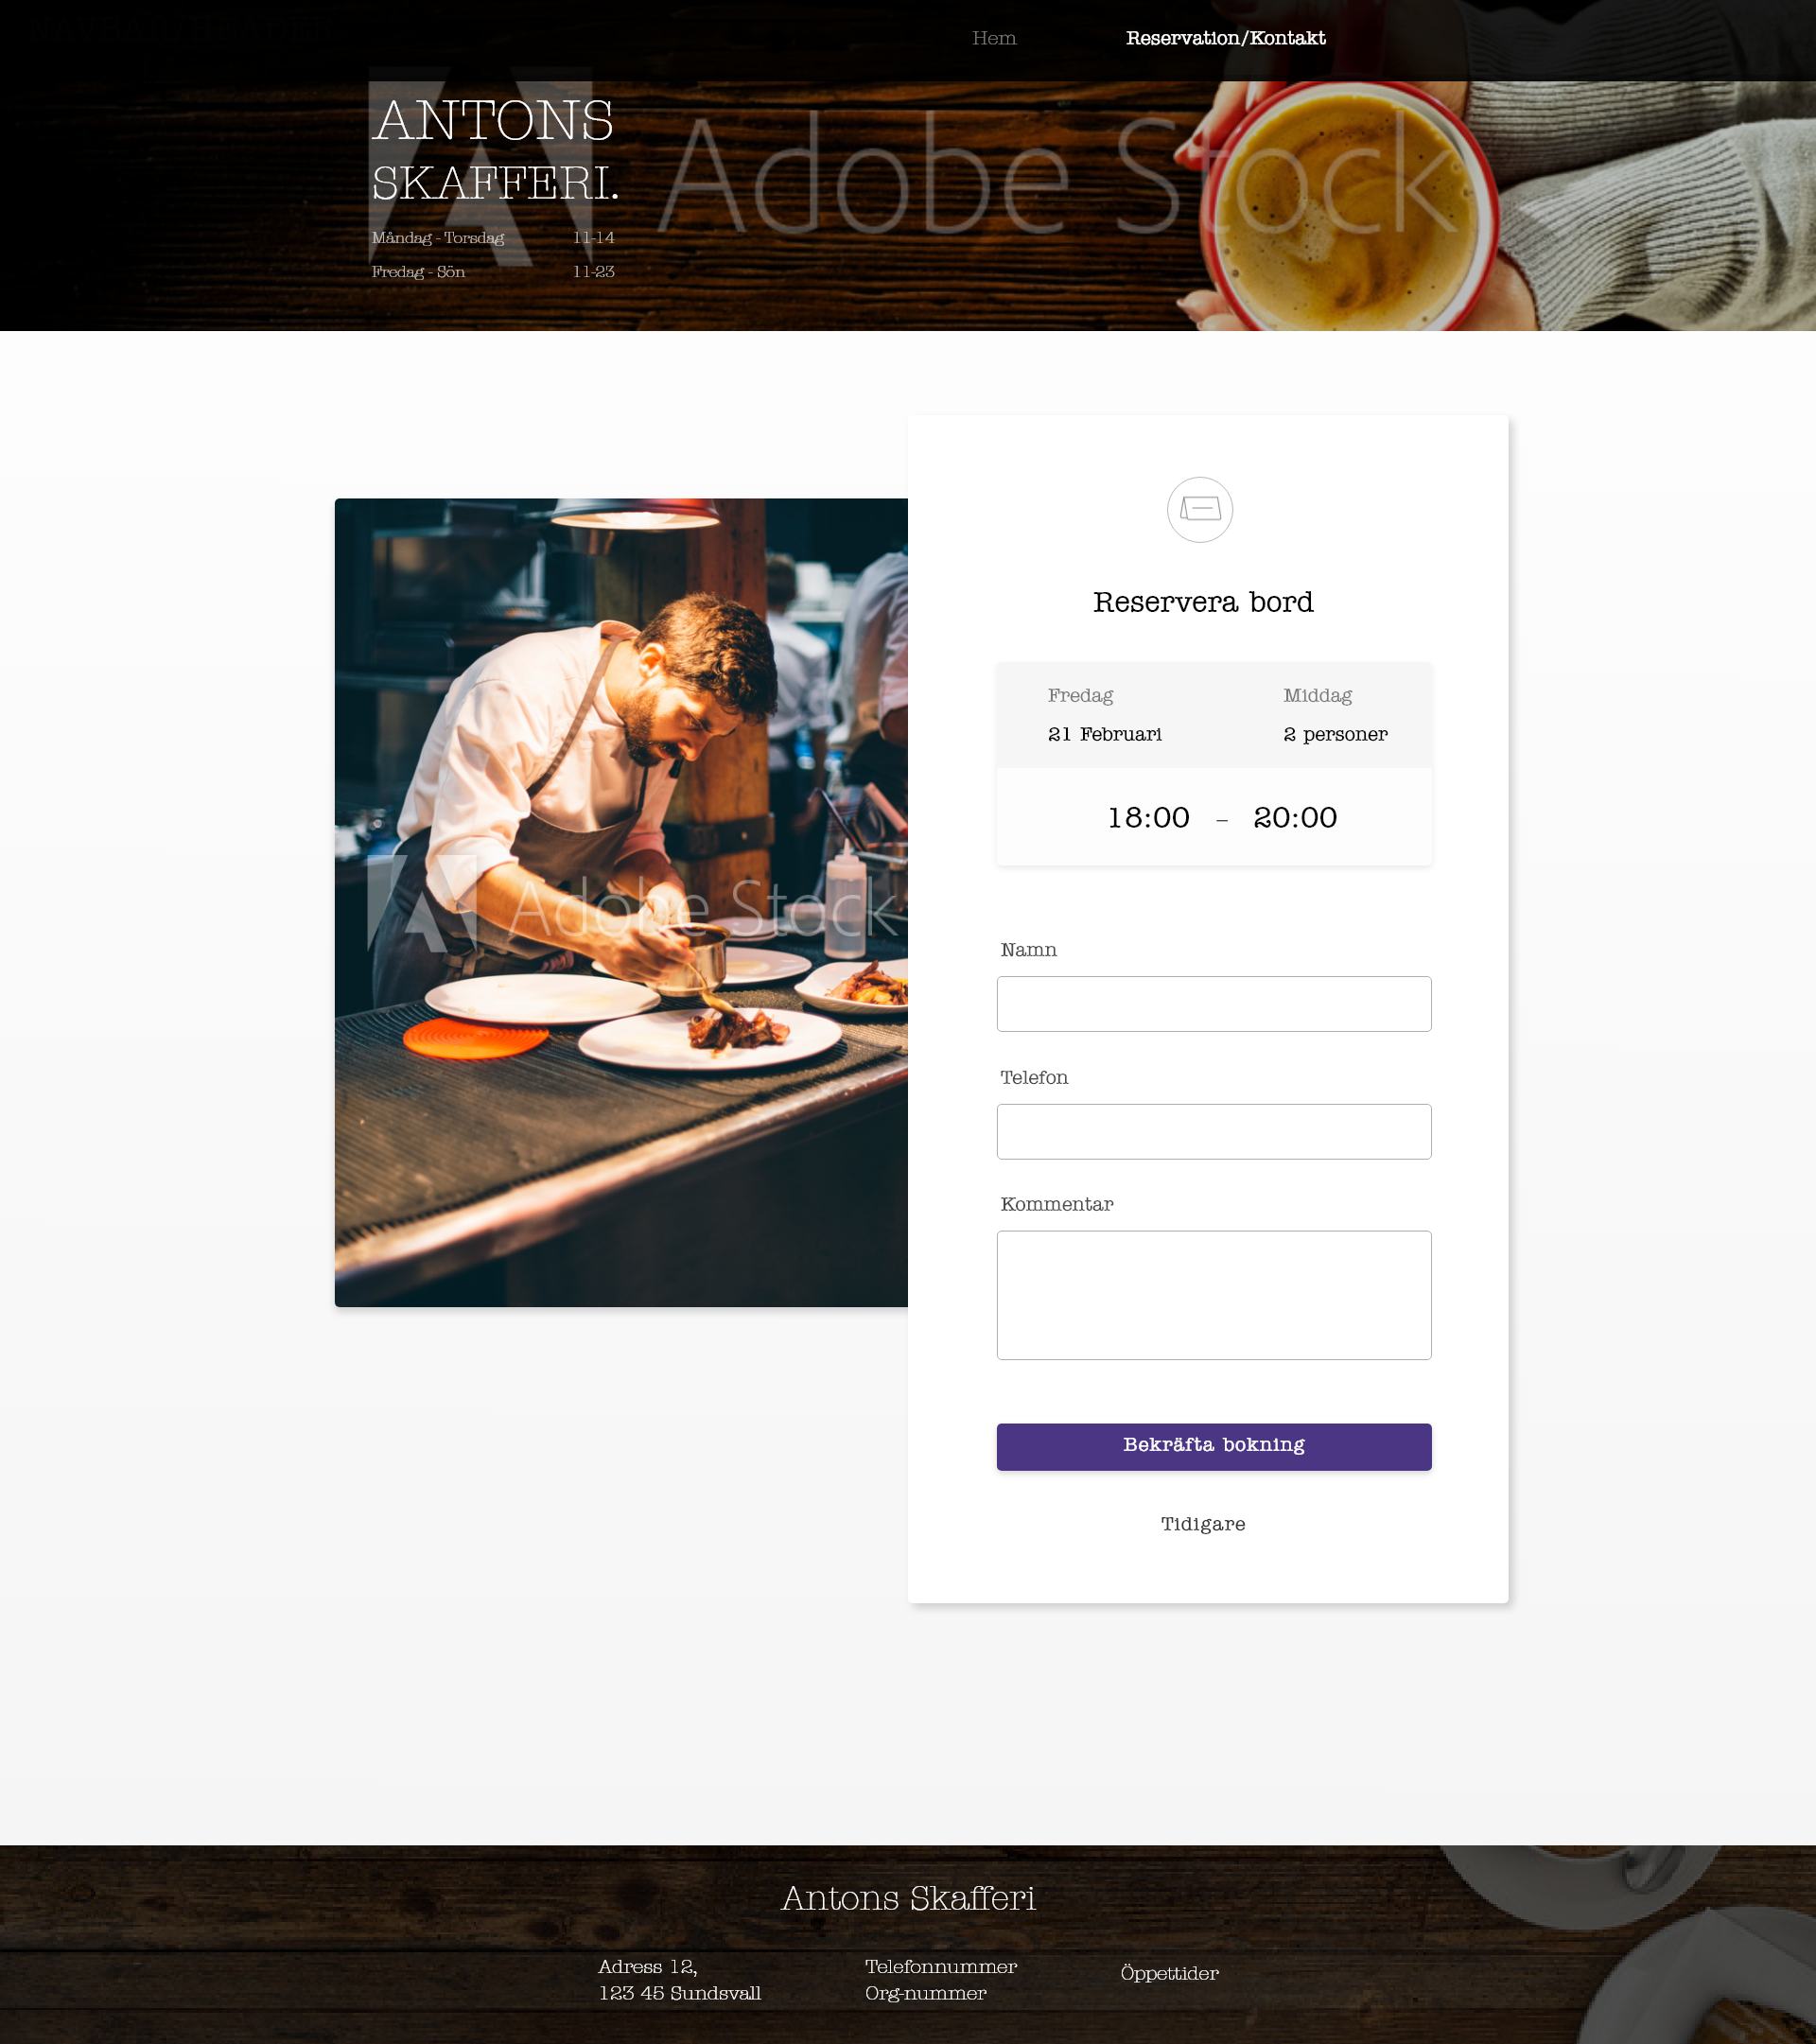 Hem
Reservation/Kontakt
ANTONS
SKAFFERI.
Måndag - Torsdag 11-14
Fredag - Sön 11-23
Adobe Stock
Reservera bord
Fredag Middag
21 Februari 2 personer
18:00 – 20:00
Adobe Stock
Namn
Telefon
Kommentar
Bekräfta bokning
Tidigare
Antons Skafferi
Adress 12,
123 45 Sundsvall
Telefonnummer
Org-nummer
Öppettider